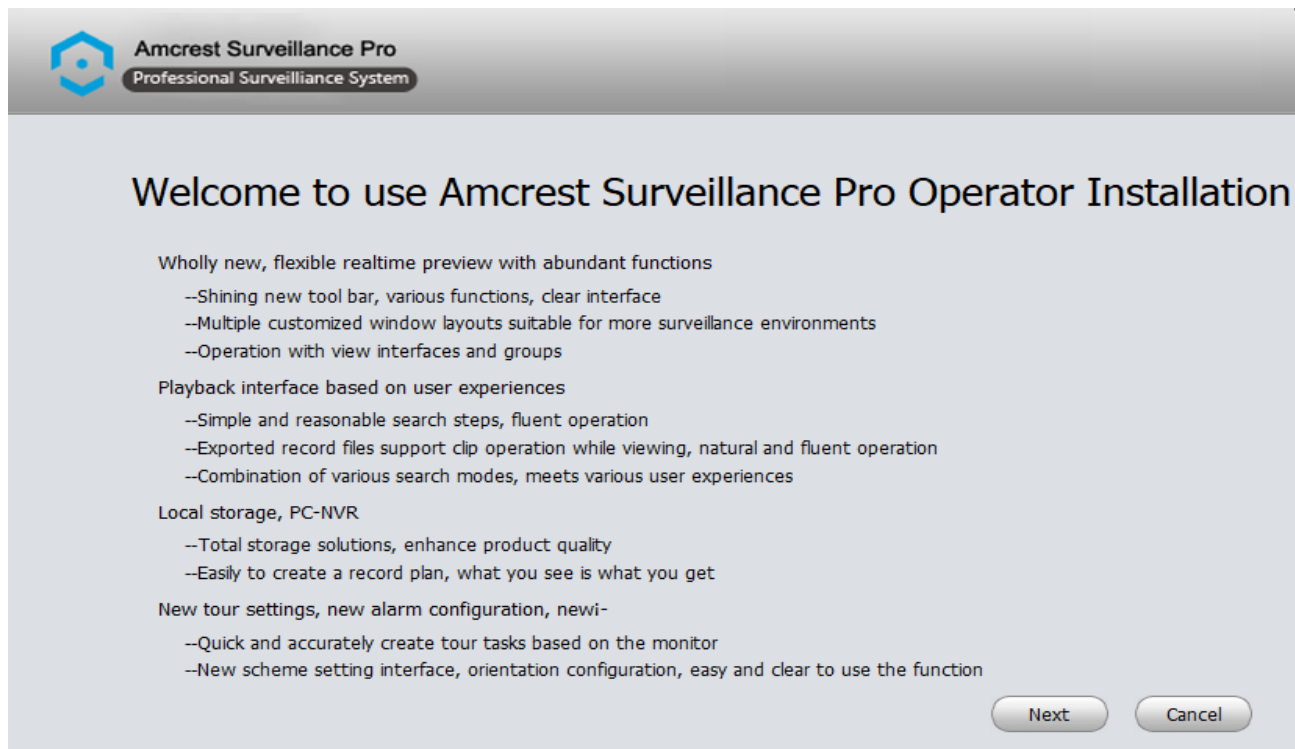 Amcrest Surveillance Pro
Professional Surveilliance System
Welcome to use Amcrest Surveillance Pro Operator Installation
Wholly new, flexible realtime preview with abundant functions
--Shining new tool bar, various functions, clear interface
--Multiple customized window layouts suitable for more surveillance environments
--Operation with view interfaces and groups
Playback interface based on user experiences
--Simple and reasonable search steps, fluent operation
--Exported record files support clip operation while viewing, natural and fluent operation
--Combination of various search modes, meets various user experiences
Local storage, PC-NVR
--Total storage solutions, enhance product quality
--Easily to create a record plan, what you see is what you get
New tour settings, new alarm configuration, newi-
--Quick and accurately create tour tasks based on the monitor
--New scheme setting interface, orientation configuration, easy and clear to use the function
Next Cancel